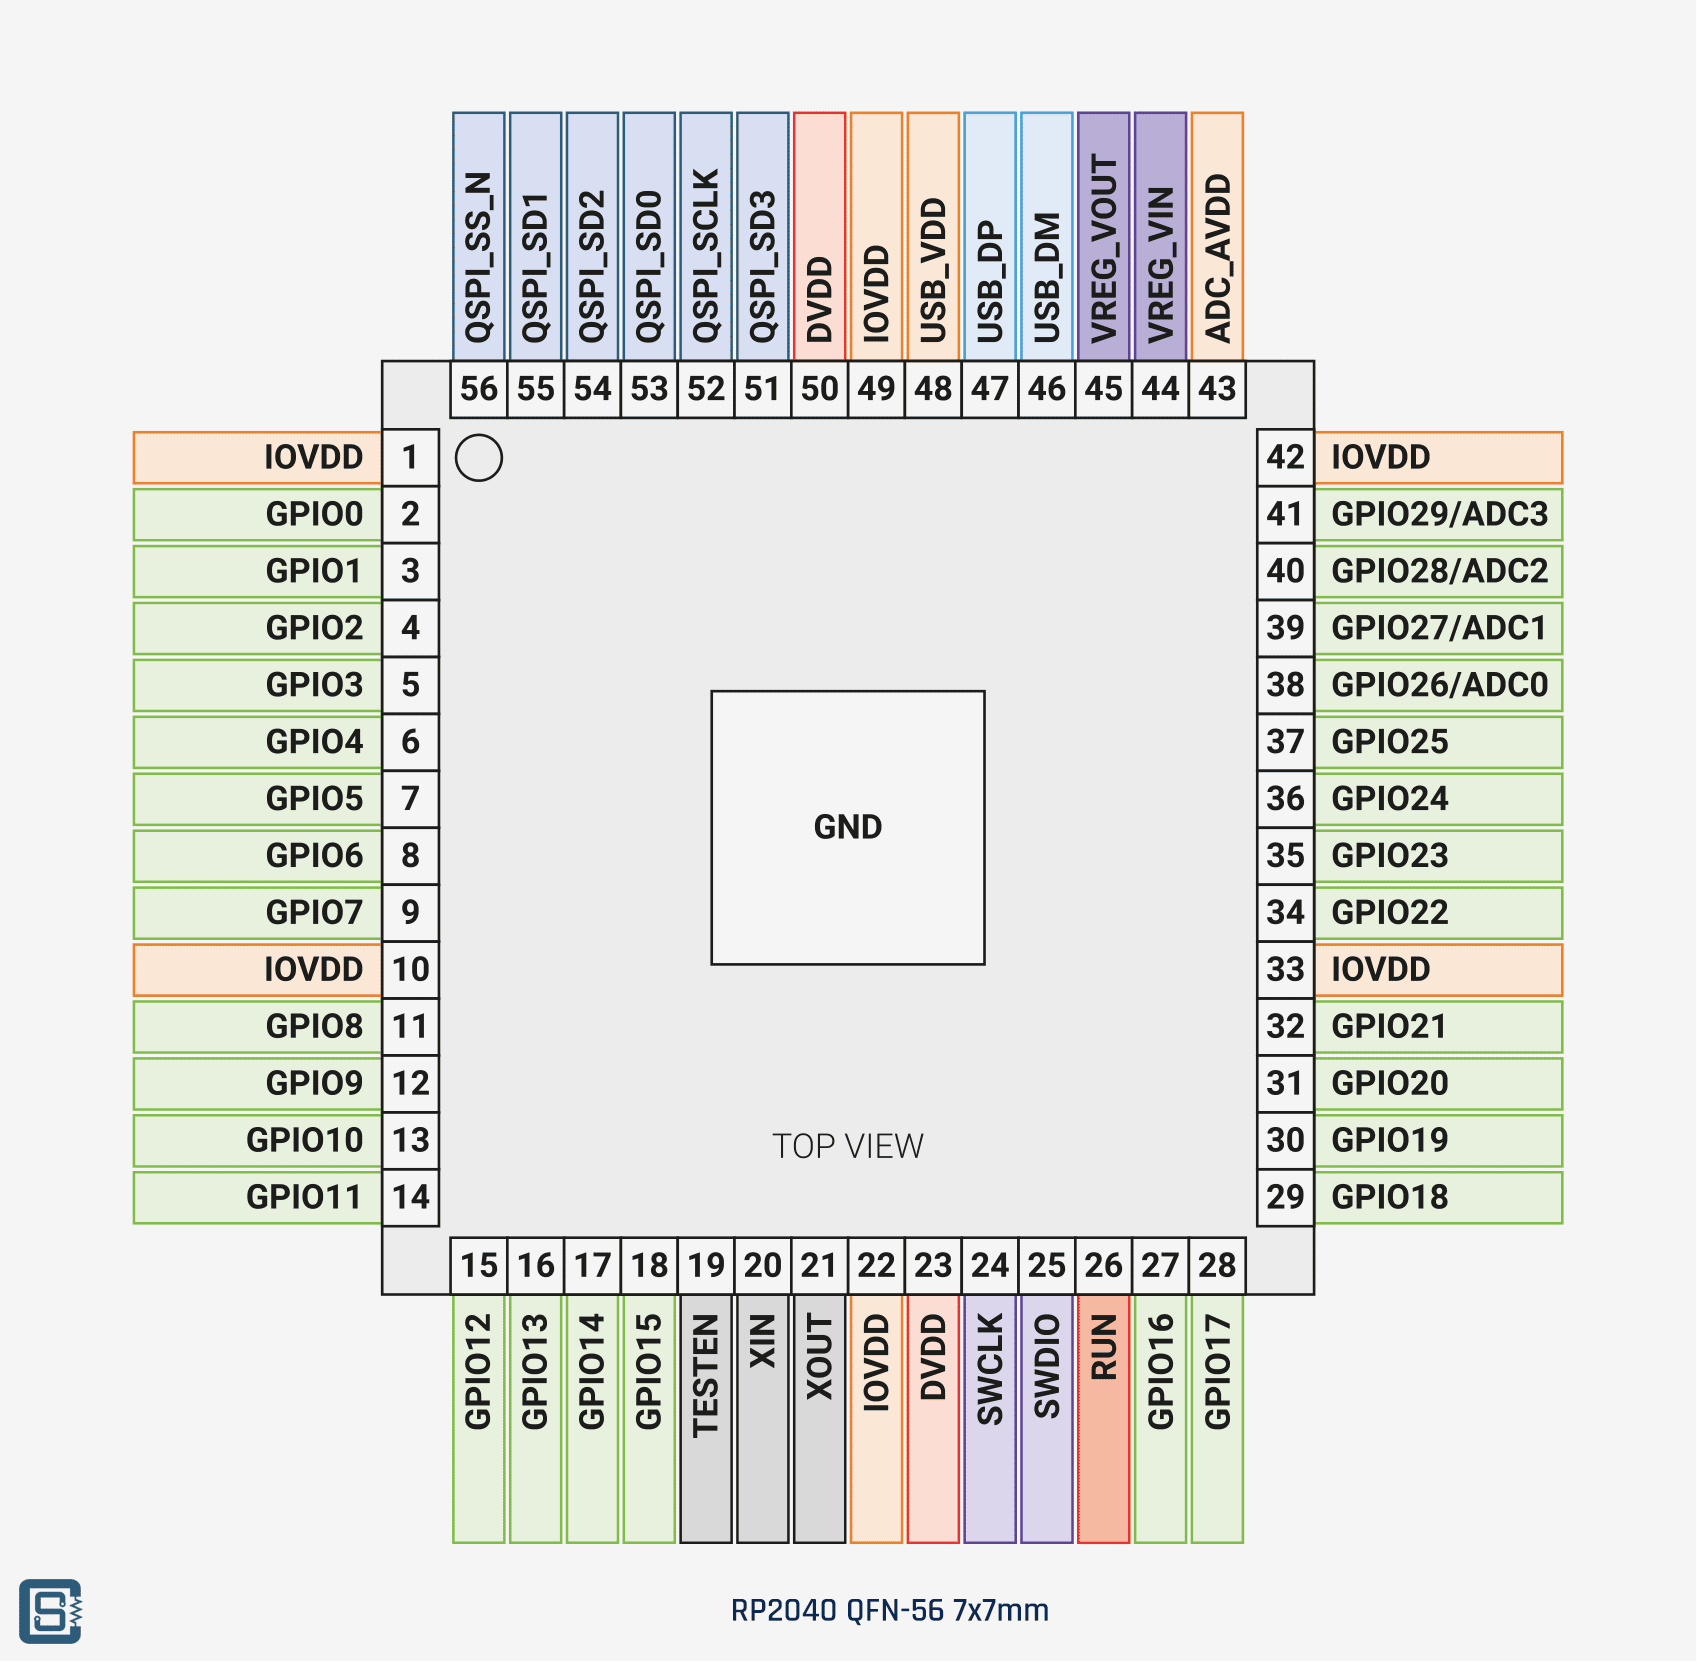 QSPI_SS_N
QSPI_SD1
QSPI_SD2
QSPI_SD0
QSPI_SCLK
QSPI_SD3
DVDD
IOVDD
USB_VDD
USB_DP
USB_DM
VREG_VOUT
VREG_VIN
ADC_AVDD
56 55 54 53 52 51 50 49 48 47 46 45 44 43
IOVDD 1 42 IOVDD
GPIO0 2 41 GPIO29/ADC3
GPIO1 3 40 GPIO28/ADC2
GPIO2 4 39 GPIO27/ADC1
GPIO3 5 38 GPIO26/ADC0
GPIO4 6 37 GPIO25
GPIO5 7 36 GPIO24
GND
GPIO6 8 35 GPIO23
GPIO7 9 34 GPIO22
IOVDD 10 33 IOVDD
GPIO8 11 32 GPIO21
GPIO9 12 31 GPIO20
GPIO10 13 30 GPIO19
TOP VIEW
GPIO11 14 29 GPIO18
15 16 17 18 19 20 21 22 23 24 25 26 27 28
GPIO12
GPIO13
GPIO14
GPIO15
TESTEN
XIN
XOUT
IOVDD
DVDD
SWCLK
SWDIO
RUN
GPIO16
GPIO17
RP2040 QFN-56 7x7mm